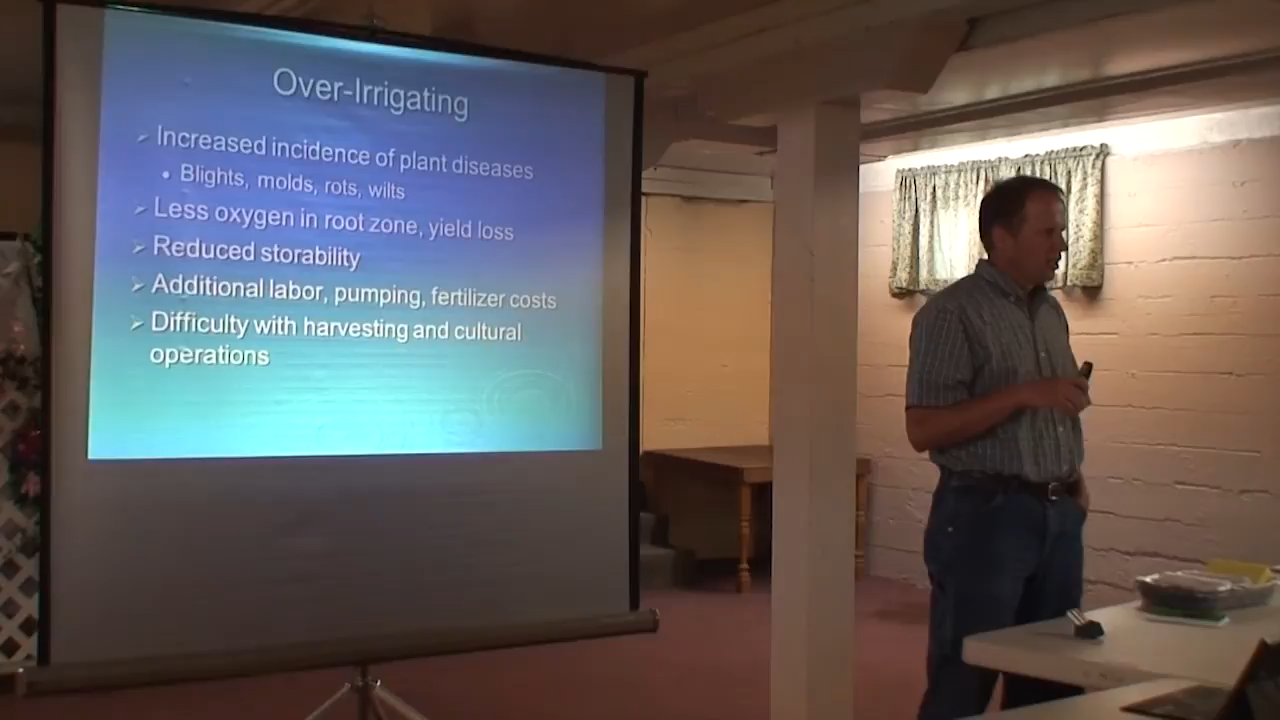 Over-Irrigating
➢ Increased incidence of plant diseases
• Blights, molds, rots, wilts
➢ Less oxygen in root zone, yield loss
➢ Reduced storability
➢ Additional labor, pumping, fertilizer costs
➢ Difficulty with harvesting and cultural
operations